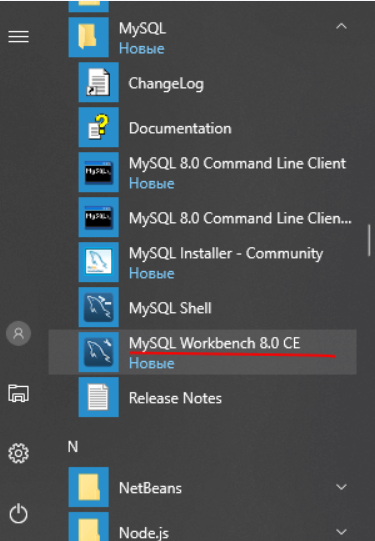 MySQL
Новые
ChangeLog
Documentation
MySQL 8.0 Command Line Client
Новые
MySQL 8.0 Command Line Clien...
MySQL Installer - Community
Новые
MySQL Shell
MySQL Workbench 8.0 CE
Новые
Release Notes
N
NetBeans
Node.js